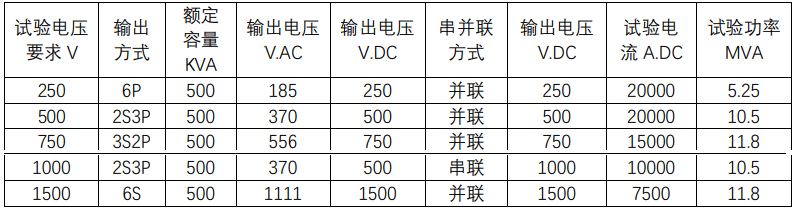 试验电压要求 V 输出方式 额定容量 KVA 输出电压 V.AC 输出电压 V.DC 串并联方式 输出电压 V.DC 试验电流 A.DC 试验功率 MVA
250 6P 500 185 250 并联 250 20000 5.25
500 2S3P 500 370 500 并联 500 20000 10.5
750 3S2P 500 556 750 并联 750 15000 11.8
1000 2S3P 500 370 500 串联 1000 10000 10.5
1500 6S 500 1111 1500 并联 1500 7500 11.8